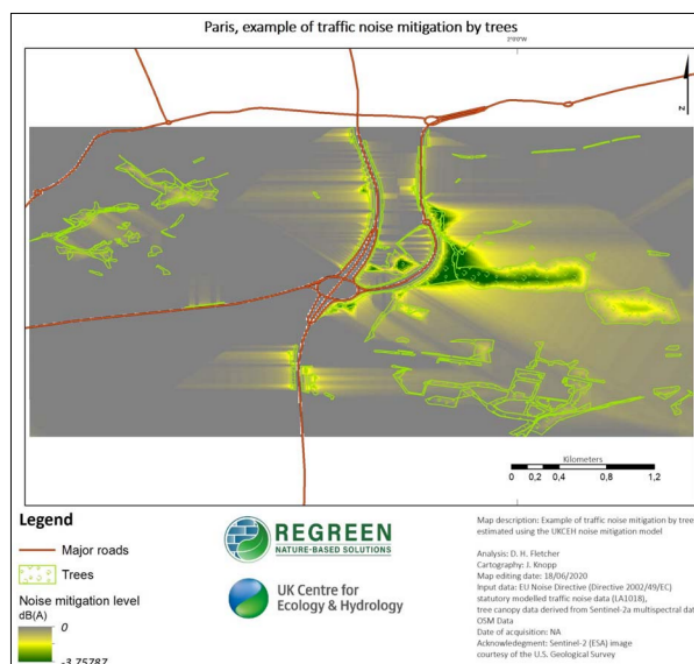 Paris, example of traffic noise mitigation by trees
2°0'0"W
N
Kilometers
0 0,2 0,4 0,8 1,2
Legend
Major roads
Trees
Noise mitigation level
dB(A)
0
-3.75787
REGREEN
NATURE-BASED SOLUTIONS
UK Centre for
Ecology & Hydrology
Map description: Example of traffic noise mitigation by tree
estimated using the UKCEH noise mitigation model
Analysis: D. H. Fletcher
Cartography: J. Knopp
Map editing date: 18/06/2020
Input data: EU Noise Directive (Directive 2002/49/EC)
statutory modelled traffic noise data (LA1018),
tree canopy data derived from Sentinel-2a multispectral dat
OSM Data
Date of acquisition: NA
Acknowledgment: Sentinel-2 (ESA) image
courtesy of the U.S. Geological Survey